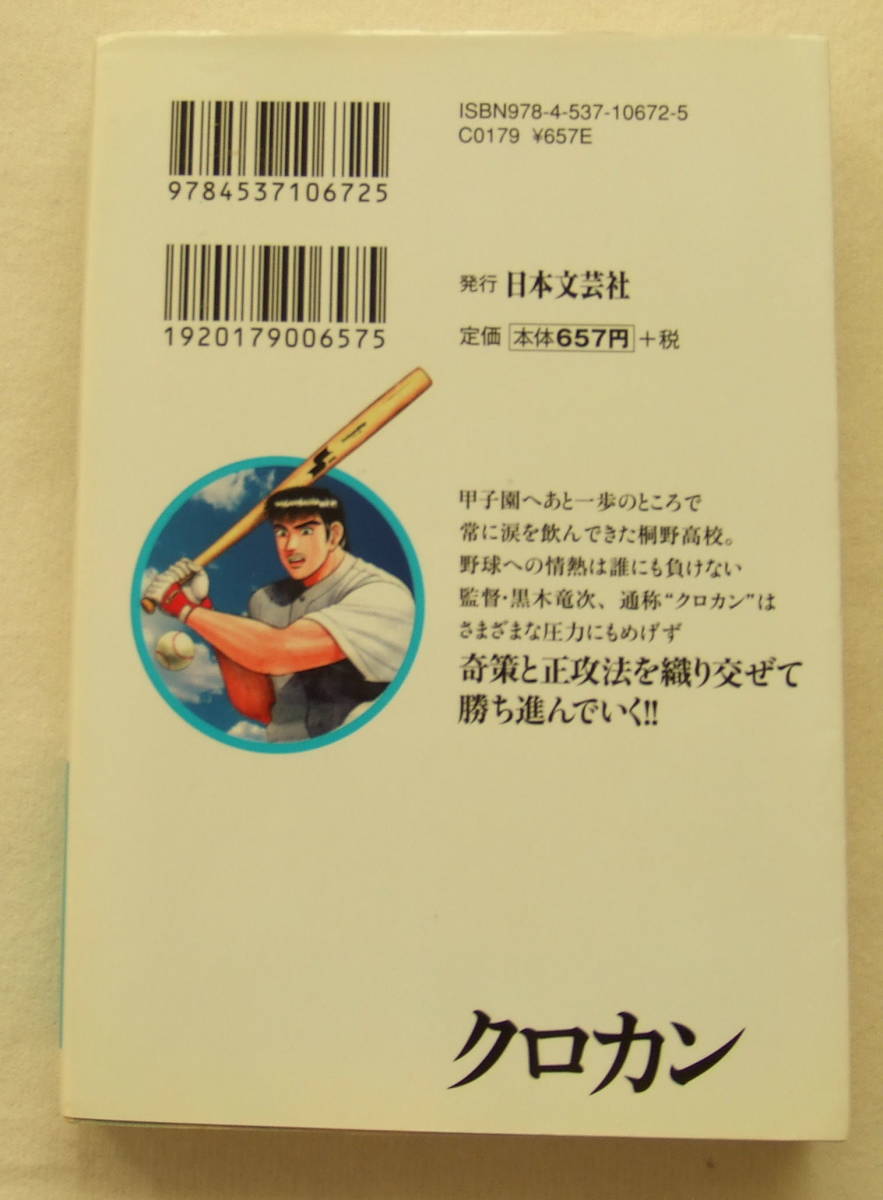 ISBN978-4-537-10672-5
C0179 ¥657E
9784537106725
1920179006575
発行 日本文芸社
定価 本体657円 +税
甲子園へあと一歩のところで
常に涙を飲んできた桐野高校。
野球への情熱は誰にも負けない
監督・黒木竜次、通称“クロカン”は
さまざまな圧力にもめげず
奇策と正攻法を織り交ぜて
勝ち進んでいく!!
クロカン